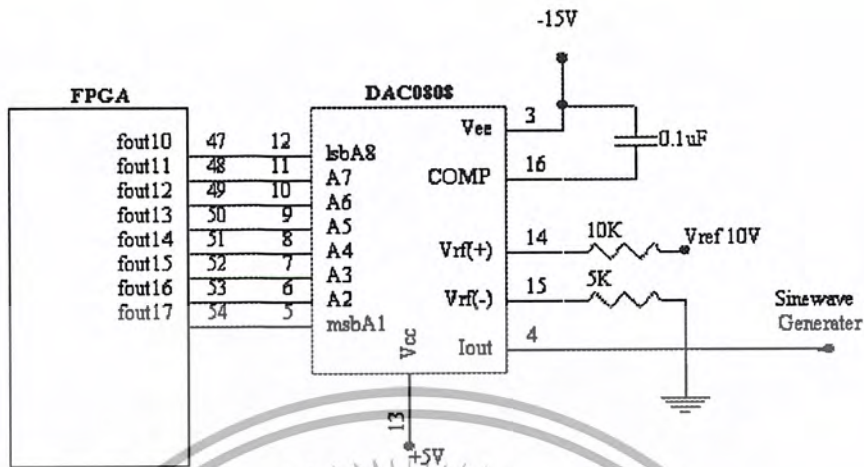 -15V
FPGA
DAC0808
fout10 47 12 lsbA8
fout11 48 11 A7
fout12 49 10 A6
fout13 50 9 A5
fout14 51 8 A4
fout15 52 7 A3
fout16 53 6 A2
fout17 54 5 msbA1
Vee 3
0.1uF
COMP 16
Vrf(+) 14 10K Vref 10V
Vrf(-) 15 5K
Iout 4
Sinewave
Generater
Vcc
13
+5V